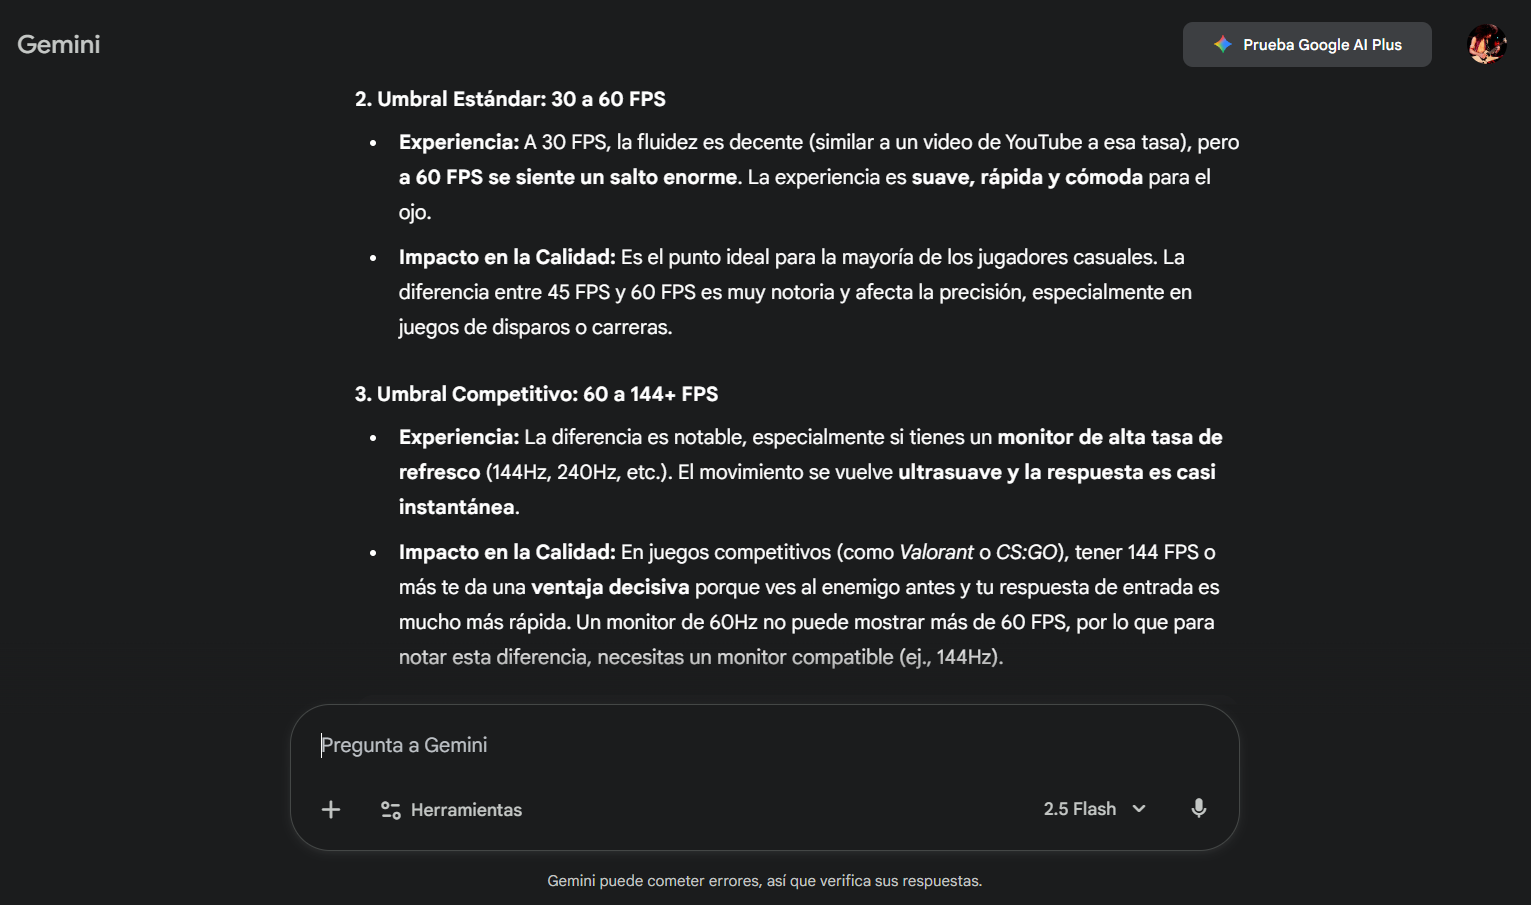 Gemini
Prueba Google AI Plus
2. Umbral Estándar: 30 a 60 FPS
• Experiencia: A 30 FPS, la fluidez es decente (similar a un video de YouTube a esa tasa), pero
a 60 FPS se siente un salto enorme. La experiencia es suave, rápida y cómoda para el
ojo.
• Impacto en la Calidad: Es el punto ideal para la mayoría de los jugadores casuales. La
diferencia entre 45 FPS y 60 FPS es muy notoria y afecta la precisión, especialmente en
juegos de disparos o carreras.
3. Umbral Competitivo: 60 a 144+ FPS
• Experiencia: La diferencia es notable, especialmente si tienes un monitor de alta tasa de
refresco (144Hz, 240Hz, etc.). El movimiento se vuelve ultrasuave y la respuesta es casi
instantánea.
• Impacto en la Calidad: En juegos competitivos (como Valorant o CS:GO), tener 144 FPS o
más te da una ventaja decisiva porque ves al enemigo antes y tu respuesta de entrada es
mucho más rápida. Un monitor de 60Hz no puede mostrar más de 60 FPS, por lo que para
notar esta diferencia, necesitas un monitor compatible (ej., 144Hz).
Pregunta a Gemini
Herramientas
2.5 Flash
Gemini puede cometer errores, así que verifica sus respuestas.